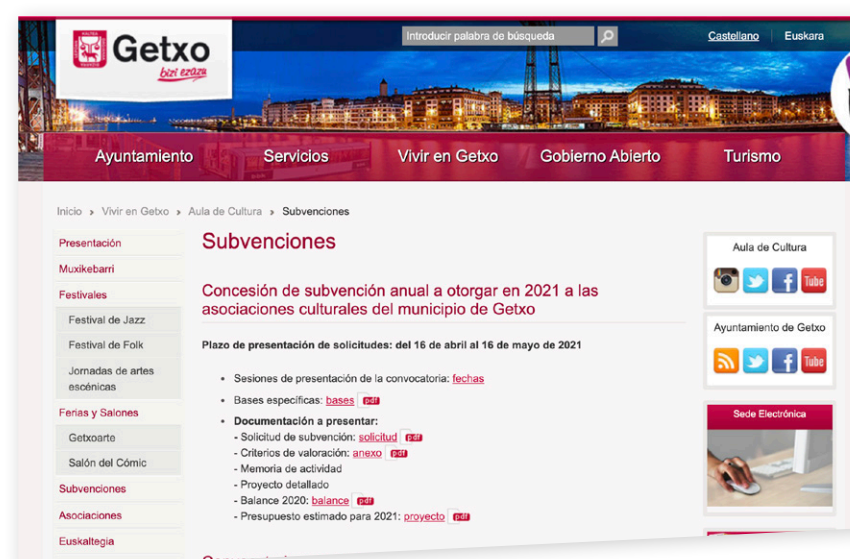 Getxo
bizi ezazu
Introducir palabra de búsqueda
Castellano
Euskara
Ayuntamiento
Servicios
Vivir en Getxo
Gobierno Abierto
Turismo
Inicio › Vivir en Getxo › Aula de Cultura › Subvenciones
Presentación
Muxikebarri
Festivales
Festival de Jazz
Festival de Folk
Jornadas de artes
escénicas
Ferias y Salones
Getxoarte
Salón del Cómic
Subvenciones
Asociaciones
Euskaltegia
Subvenciones
Concesión de subvención anual a otorgar en 2021 a las
asociaciones culturales del municipio de Getxo
Plazo de presentación de solicitudes: del 16 de abril al 16 de mayo de 2021
• Sesiones de presentación de la convocatoria: fechas
• Bases específicas: bases pdf
• Documentación a presentar:
- Solicitud de subvención: solicitud pdf
- Criterios de valoración: anexo pdf
- Memoria de actividad
- Proyecto detallado
- Balance 2020: balance pdf
- Presupuesto estimado para 2021: proyecto pdf
Aula de Cultura
Tube
Ayuntamiento de Getxo
Tube
Sede Electrónica